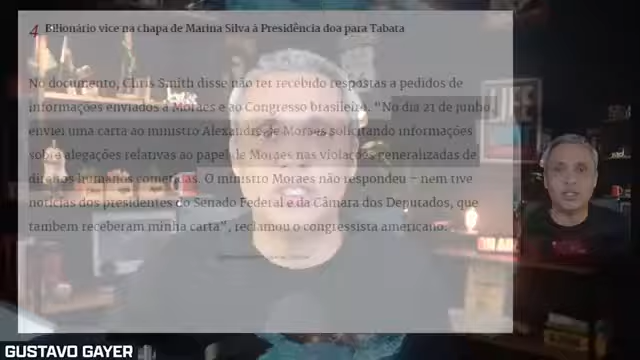 4 Bilionário vice na chapa de Marina Silva à Presidência doa para Tabata
No documento, Chris Smith disse não ter recebido respostas a pedidos de
informações enviados a Moraes e ao Congresso brasileiro. "No dia 21 de junho,
enviei uma carta ao ministro Alexandre de Moraes solicitando informações
sobre alegações relativas ao papel de Moraes nas violações generalizadas de
direitos humanos cometidas. O ministro Moraes não respondeu – nem tive
notícias dos presidentes do Senado Federal e da Câmara dos Deputados, que
também receberam minha carta", reclamou o congressista americano.
ON AIR
GUSTAVO GAYER